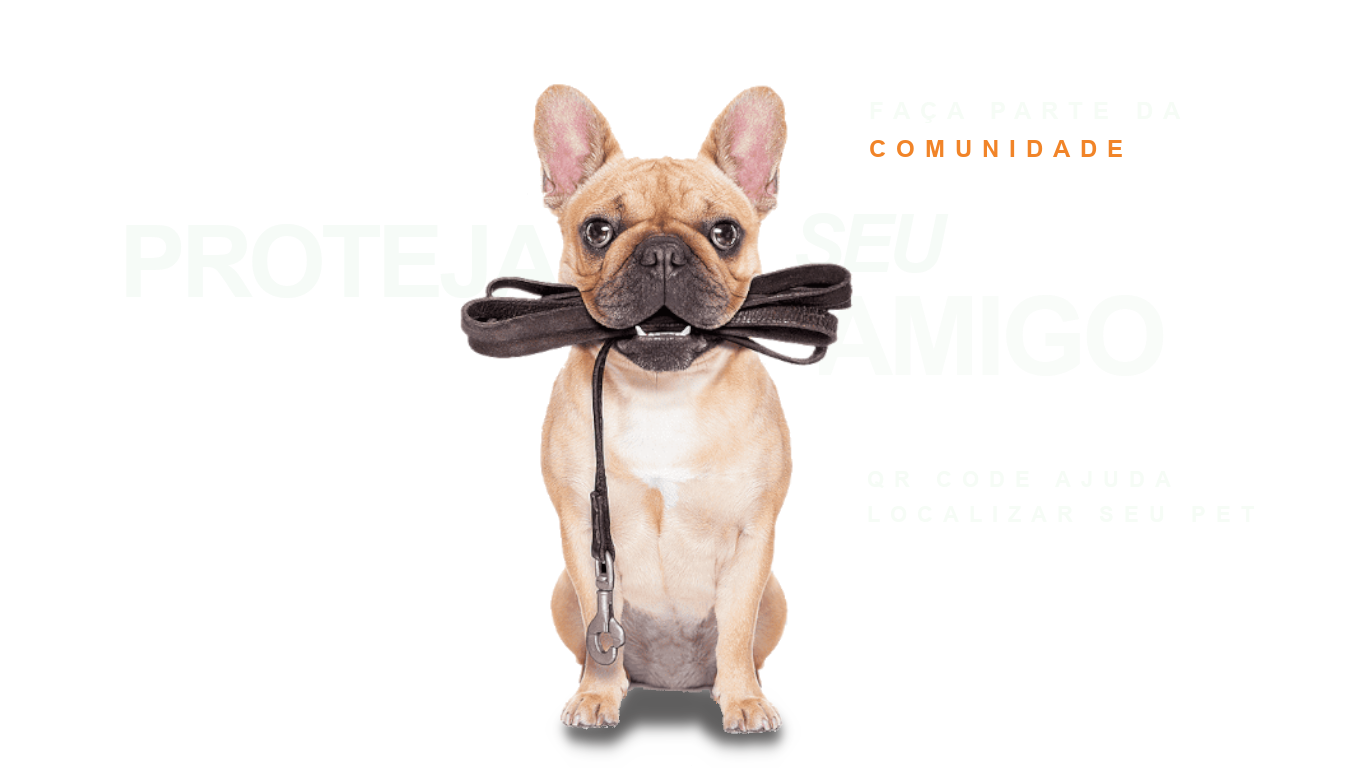 FAÇA PARTE DA
COMUNIDADE
PROTEJA
SEU
AMIGO
QR CODE AJUDA
LOCALIZAR SEU PET